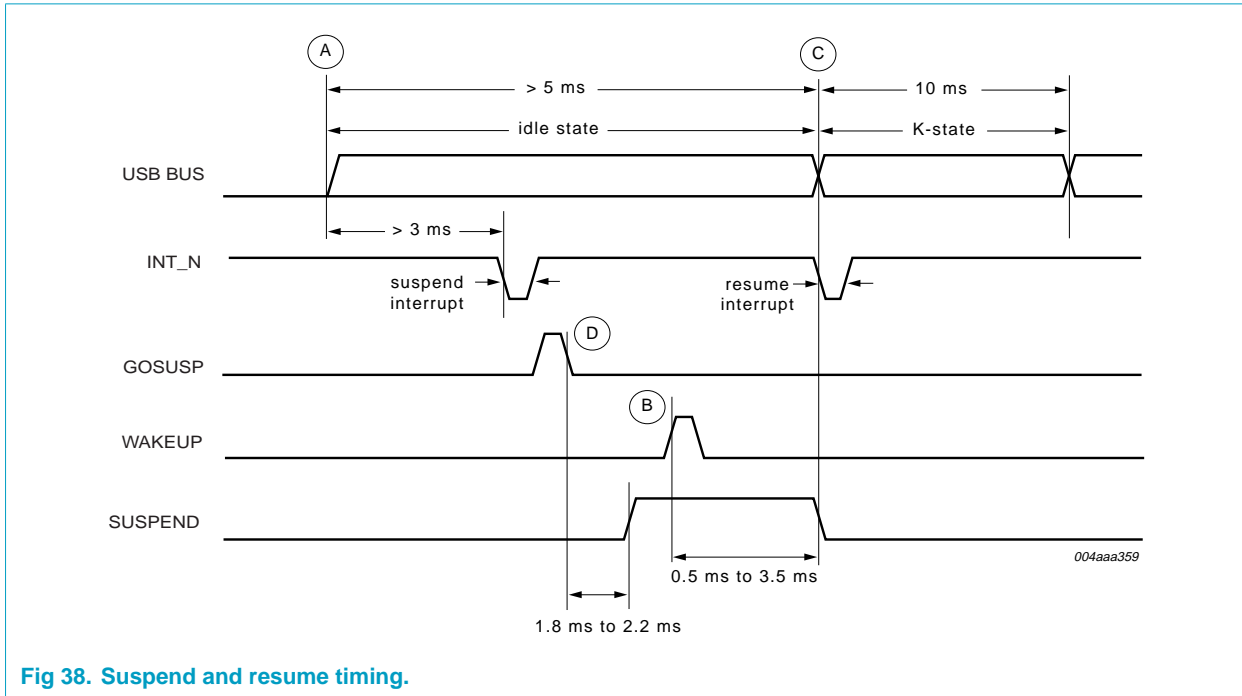 A
C
> 5 ms
10 ms
idle state
K-state
USB BUS
> 3 ms
INT_N
suspend
interrupt
resume
interrupt
D
GOSUSP
B
WAKEUP
SUSPEND
004aaa359
0.5 ms to 3.5 ms
1.8 ms to 2.2 ms
Fig 38. Suspend and resume timing.